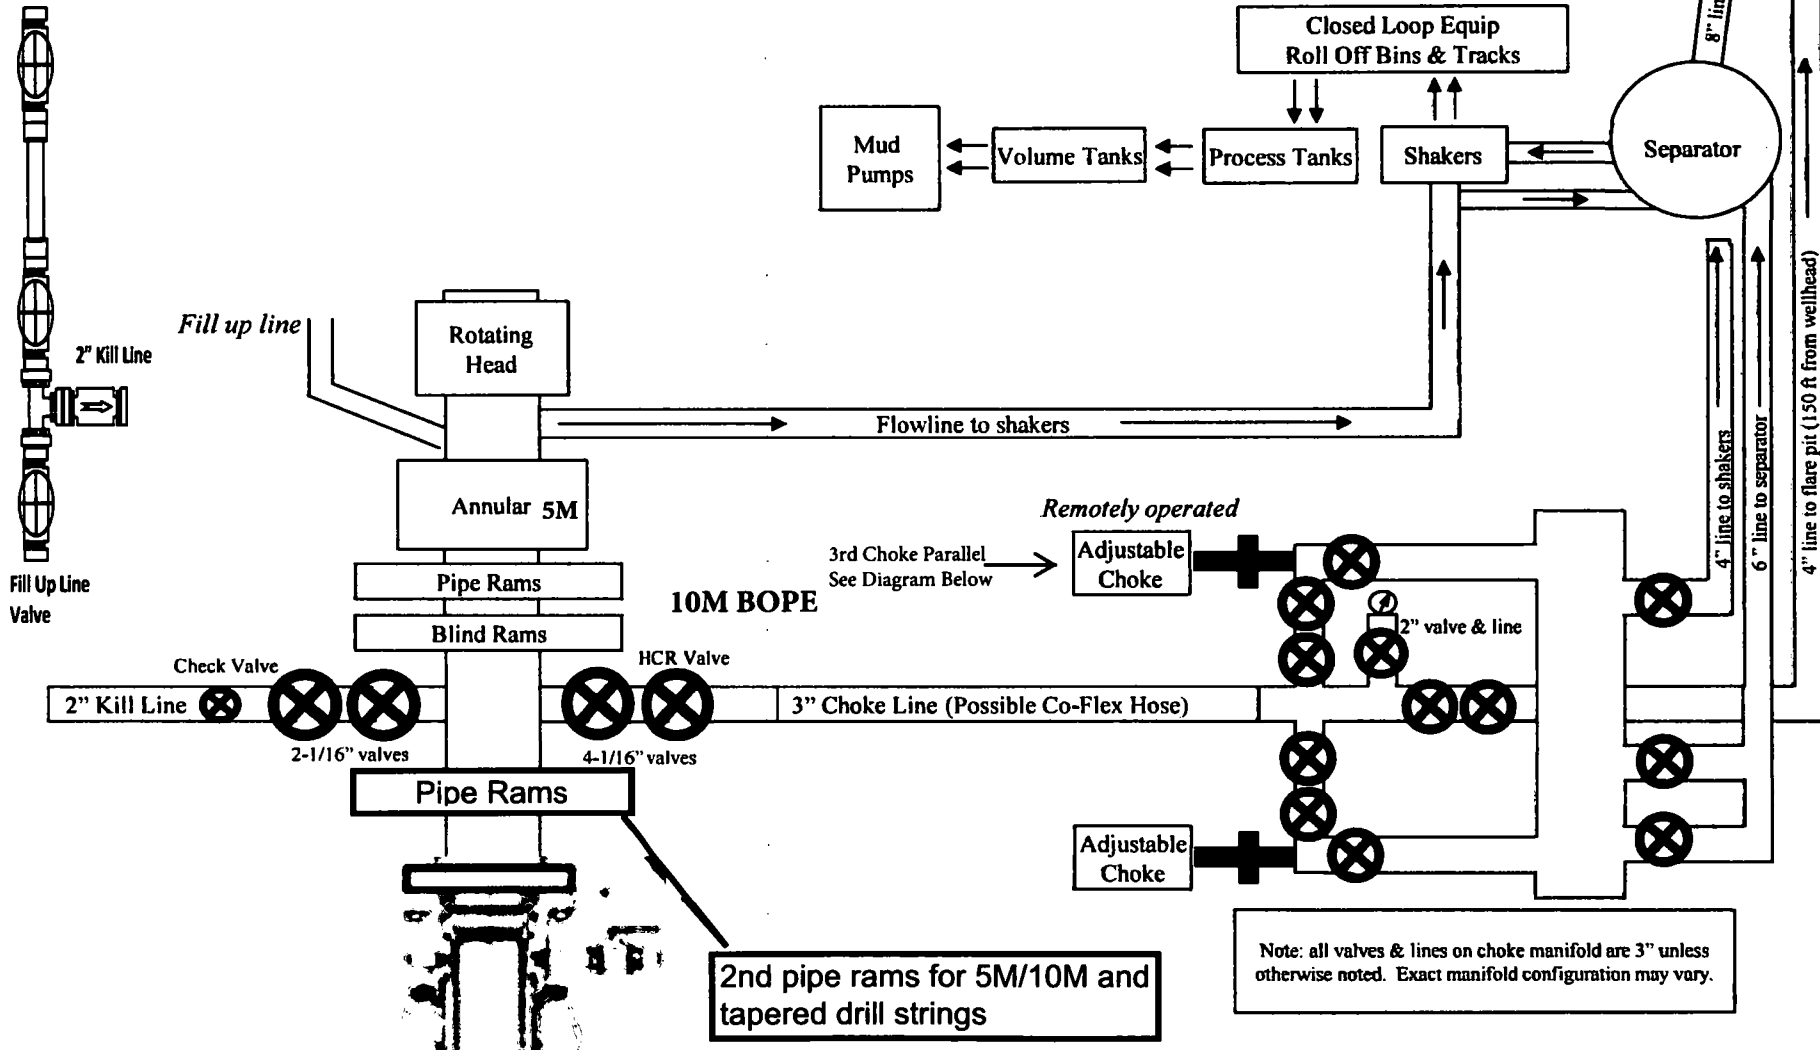 Closed Loop Equip
Roll Off Bins & Tracks
8" lin
Mud
Pumps
Volume Tanks
Process Tanks
Shakers
Separator
Fill up line
Rotating
Head
2" Kill Line
Flowline to shakers
Annular 5M
Remotely operated
3rd Choke Parallel
See Diagram Below
Adjustable
Choke
4" line to shakers
6" line to separator
4" line to flare pit (150 ft from wellhead)
Fill Up Line
Valve
Pipe Rams
10M BOPE
Blind Rams
2" valve & line
Check Valve
HCR Valve
2" Kill Line
3" Choke Line (Possible Co-Flex Hose)
2-1/16" valves
4-1/16" valves
Pipe Rams
Adjustable
Choke
2nd pipe rams for 5M/10M and
tapered drill strings
Note: all valves & lines on choke manifold are 3" unless
otherwise noted. Exact manifold configuration may vary.